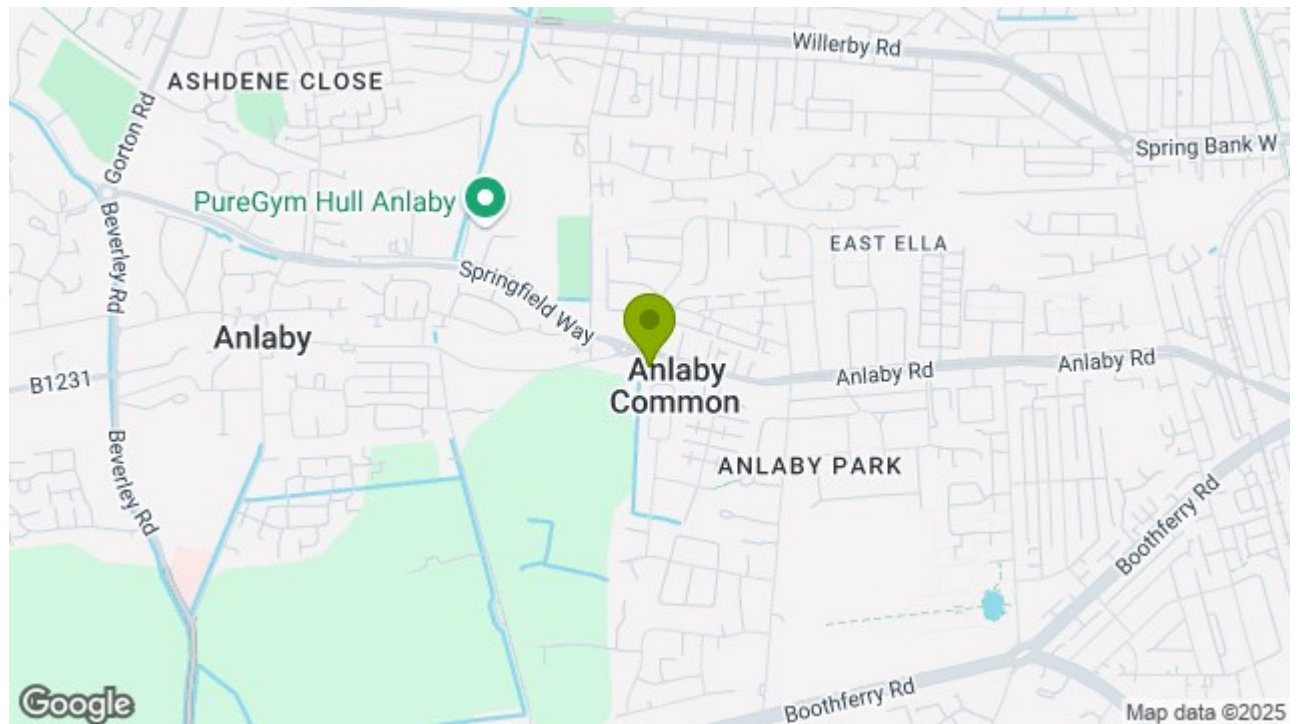 Willerby Rd
ASHDENE CLOSE
Gorton Rd
Spring Bank W
PureGym Hull Anlaby
Beverley Rd
EAST ELLA
Springfield Way
Anlaby
Anlaby Rd
Anlaby
Common
Anlaby Rd
B1231
ANLABY PARK
Beverley Rd
Boothferry Rd
Boothferry Rd
Google
Map data ©2025